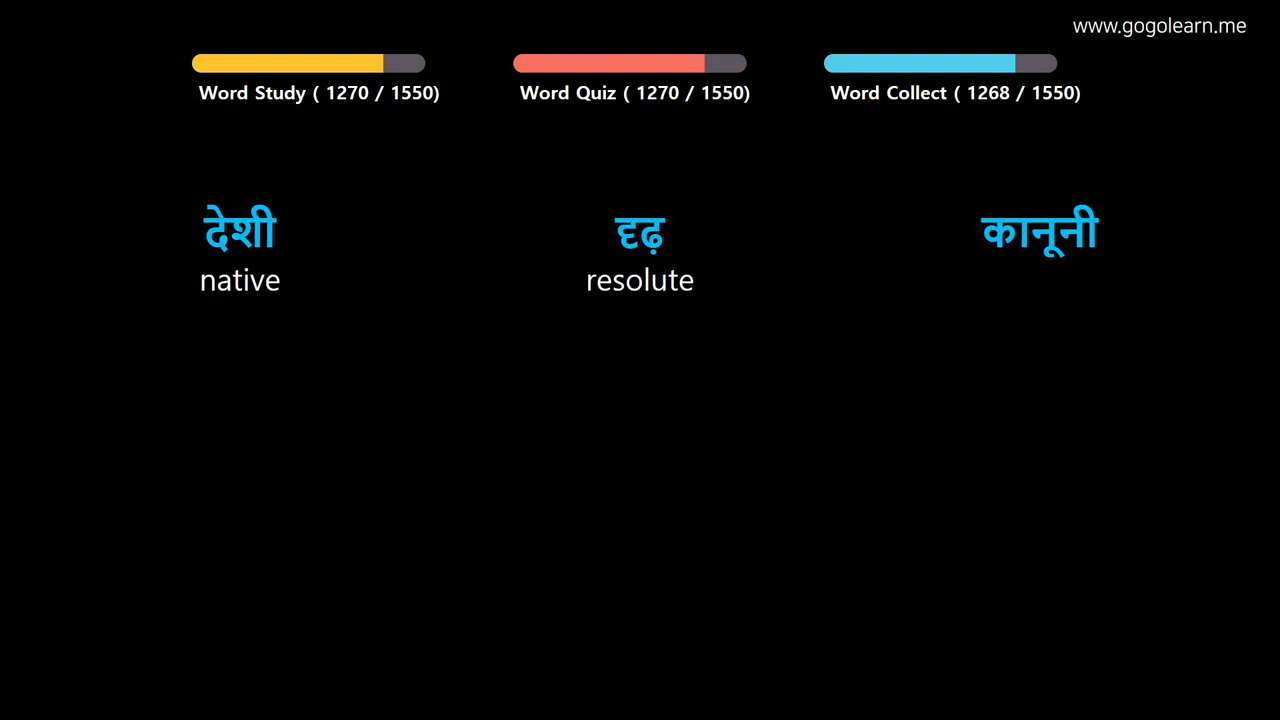 www.gogolearn.me
Word Study ( 1270 / 1550)
Word Quiz ( 1270 / 1550)
Word Collect ( 1268 / 1550)
देशी
दृढ़
कानूनी
native
resolute